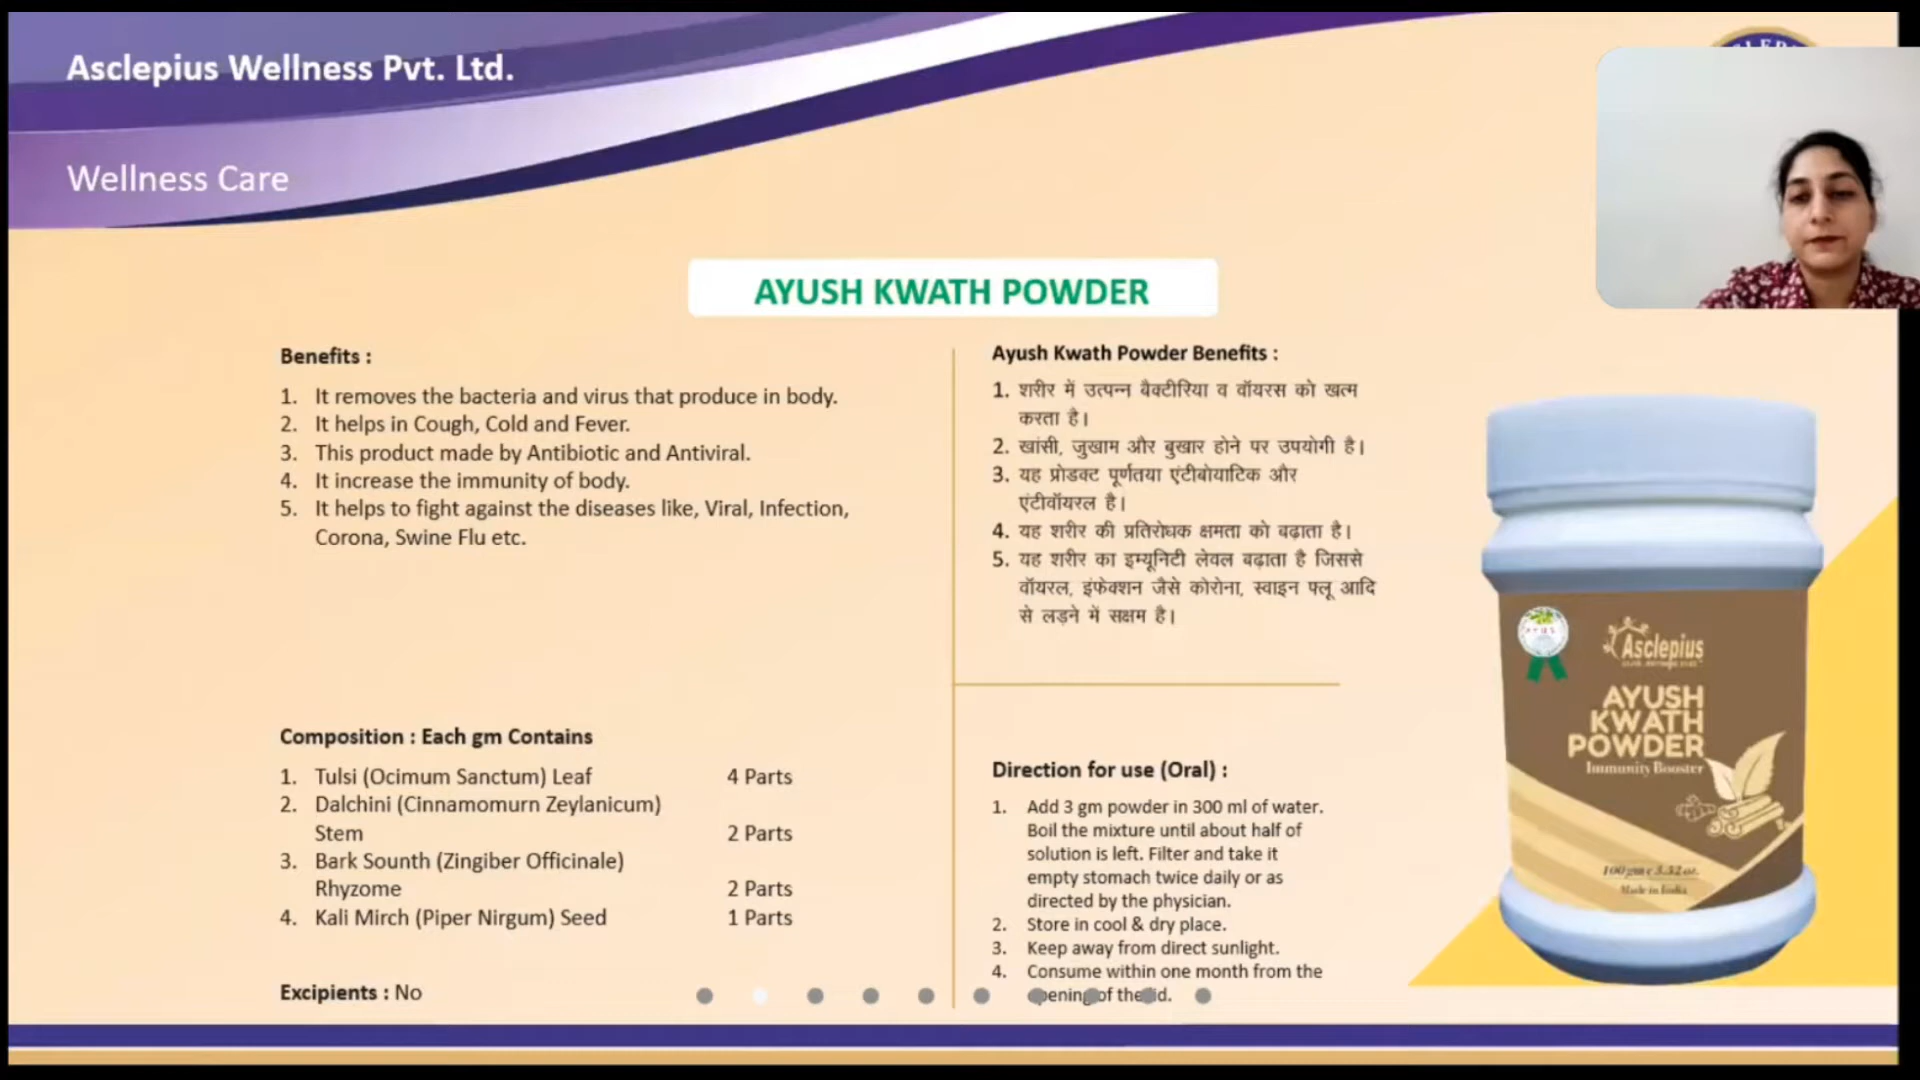 Asclepius Wellness Pvt. Ltd.
Wellness Care
AYUSH KWATH POWDER
Benefits :
1. It removes the bacteria and virus that produce in body.
2. It helps in Cough, Cold and Fever.
3. This product made by Antibiotic and Antiviral.
4. It increase the immunity of body.
5. It helps to fight against the diseases like, Viral, Infection,
Corona, Swine Flu etc.
Composition : Each gm Contains
1. Tulsi (Ocimum Sanctum) Leaf 4 Parts
2. Dalchini (Cinnamomurn Zeylanicum)
Stem 2 Parts
3. Bark Sounth (Zingiber Officinale)
Rhyzome 2 Parts
4. Kali Mirch (Piper Nirgum) Seed 1 Parts
Excipients : No
Ayush Kwath Powder Benefits :
1. शरीर में उत्पन्न बैक्टीरिया व वॉयरस को खत्म
करता है।
2. खांसी, जुखाम और बुखार होने पर उपयोगी है।
3. यह प्रोडक्ट पूर्णतया एंटीबोयाटिक और
एंटीवॉयरल है।
4. यह शरीर की प्रतिरोधक क्षमता को बढ़ाता है।
5. यह शरीर का इम्यूनिटी लेवल बढ़ाता है जिससे
वॉयरल, इंफेक्शन जैसे कोरोना, स्वाइन फ्लू आदि
से लड़ने में सक्षम है।
Direction for use (Oral) :
1. Add 3 gm powder in 300 ml of water.
Boil the mixture until about half of
solution is left. Filter and take it
empty stomach twice daily or as
directed by the physician.
2. Store in cool & dry place.
3. Keep away from direct sunlight.
4. Consume within one month from the
of the
Asclepius
AYUSH
KWATH
POWDER
Immunity Booster
100gm
Made in India